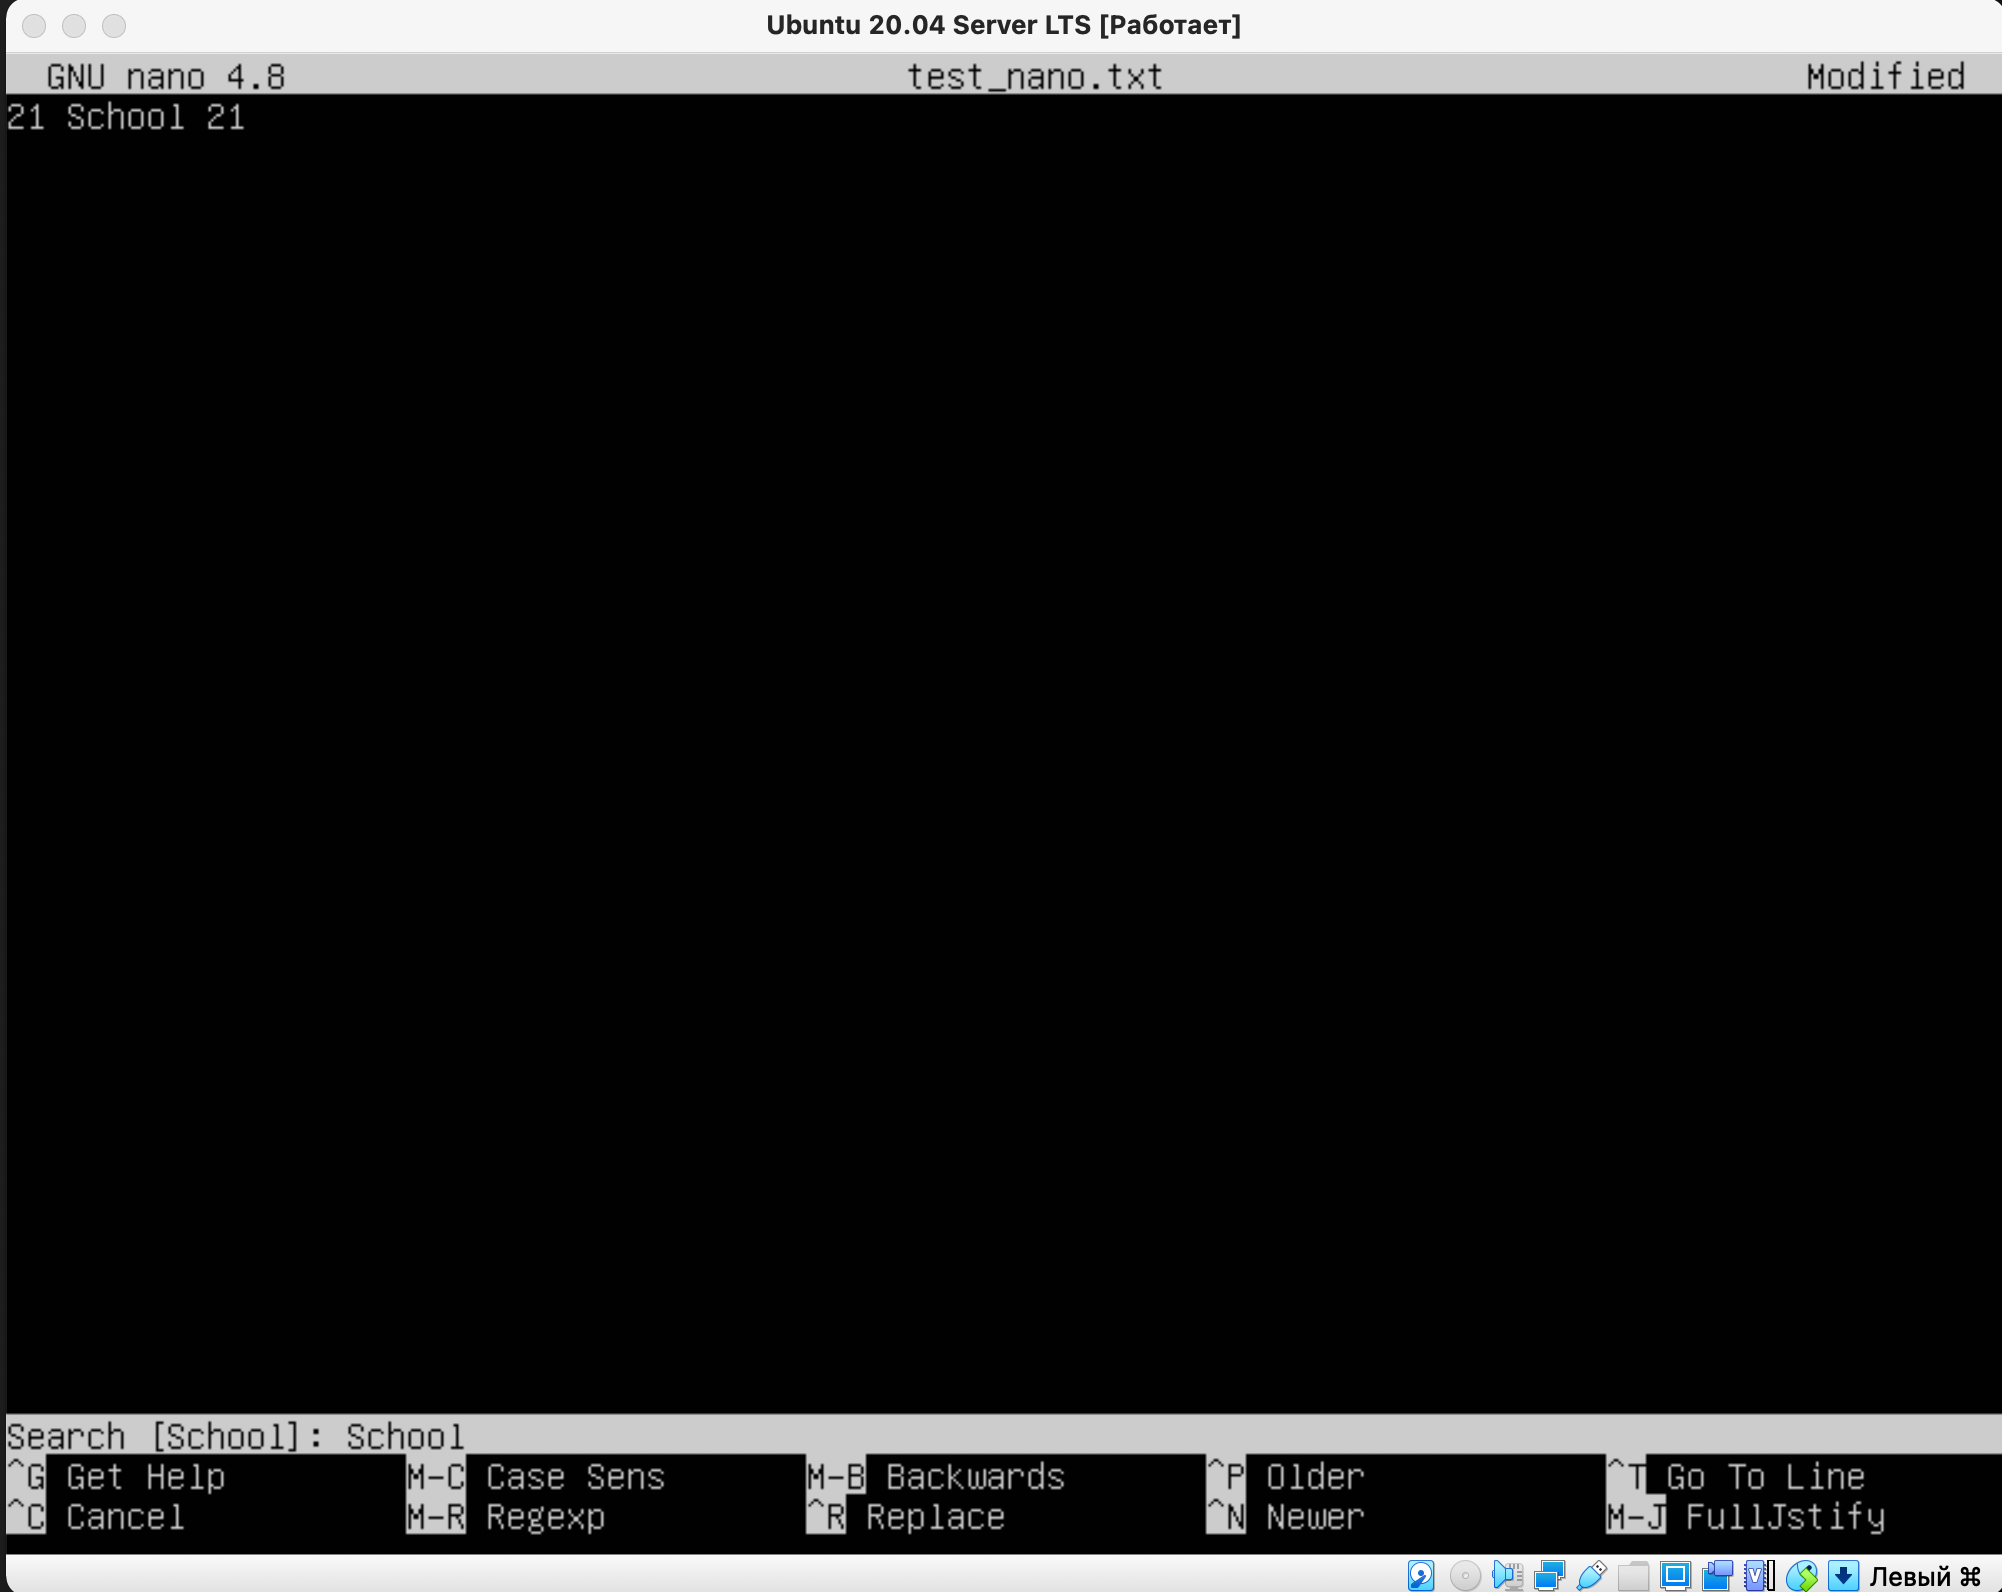 Ubuntu 20.04 Server LTS [Работает]
GNU nano 4.8 test_nano.txt Modified
21 School 21
Search [School]: School
^G Get Help M-C Case Sens M-B Backwards ^P Older ^T Go To Line
^C Cancel M-R Regexp ^R Replace ^N Newer M-J FullJstify
Левый ⌘